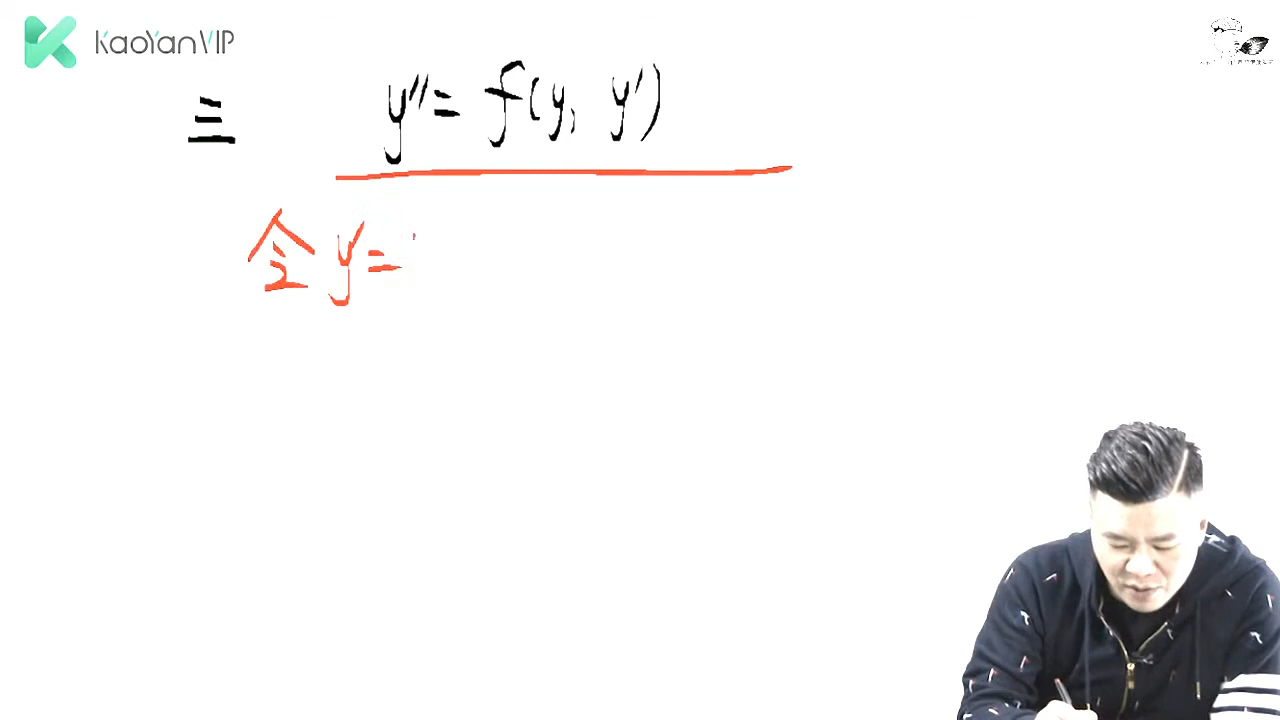 KaoYanVIP
三 y''= f(y, y')
令 y'=